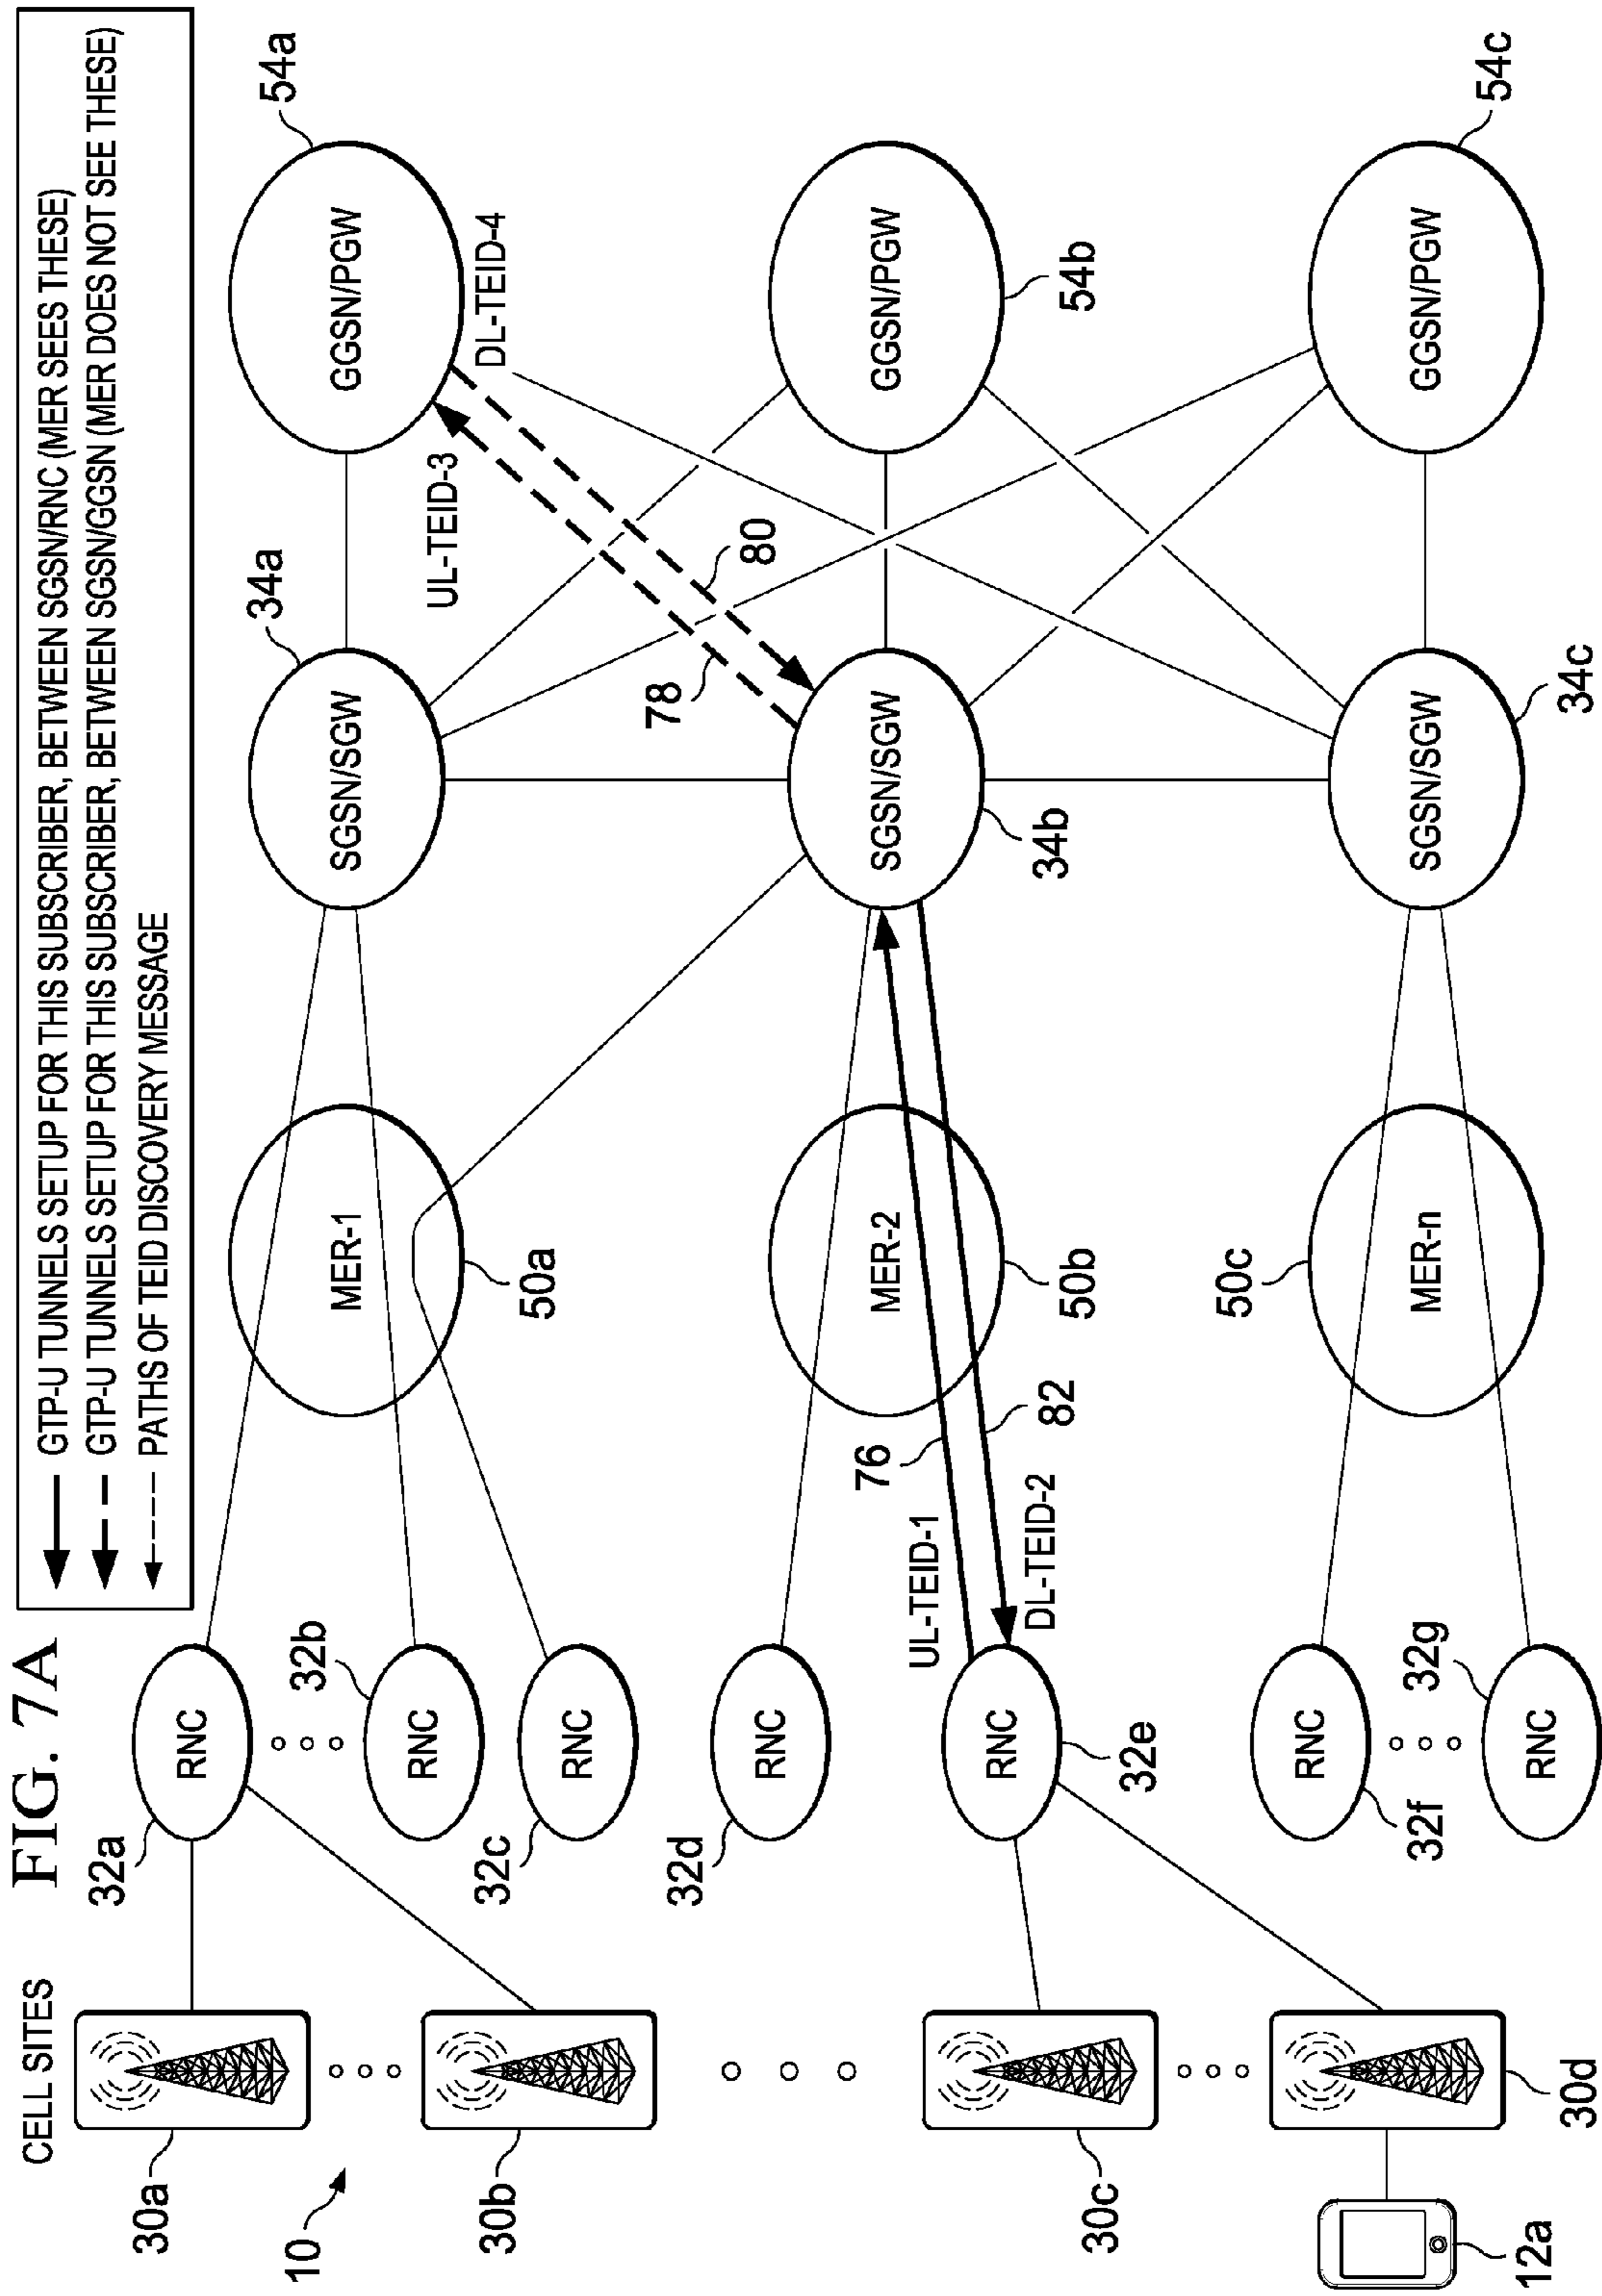 FIG. 7A
GTP-U TUNNELS SETUP FOR THIS SUBSCRIBER, BETWEEN SGSN/RNC (MER SEES THESE)
GTP-U TUNNELS SETUP FOR THIS SUBSCRIBER, BETWEEN SGSN/GGSN (MER DOES NOT SEE THESE)
PATHS OF TEID DISCOVERY MESSAGE
CELL SITES
30a
10
30b
30c
30d
12a
32a
RNC
32b
RNC
32c
RNC
32d
RNC
RNC
32e
32f
RNC
32g
RNC
MER-1
50a
MER-2
50b
50c
MER-n
UL-TEID-1
76
82
DL-TEID-2
34a
SGSN/SGW
SGSN/SGW
34b
SGSN/SGW
34c
UL-TEID-3
78
80
DL-TEID-4
54a
GGSN/PGW
GGSN/PGW
54b
GGSN/PGW
54c